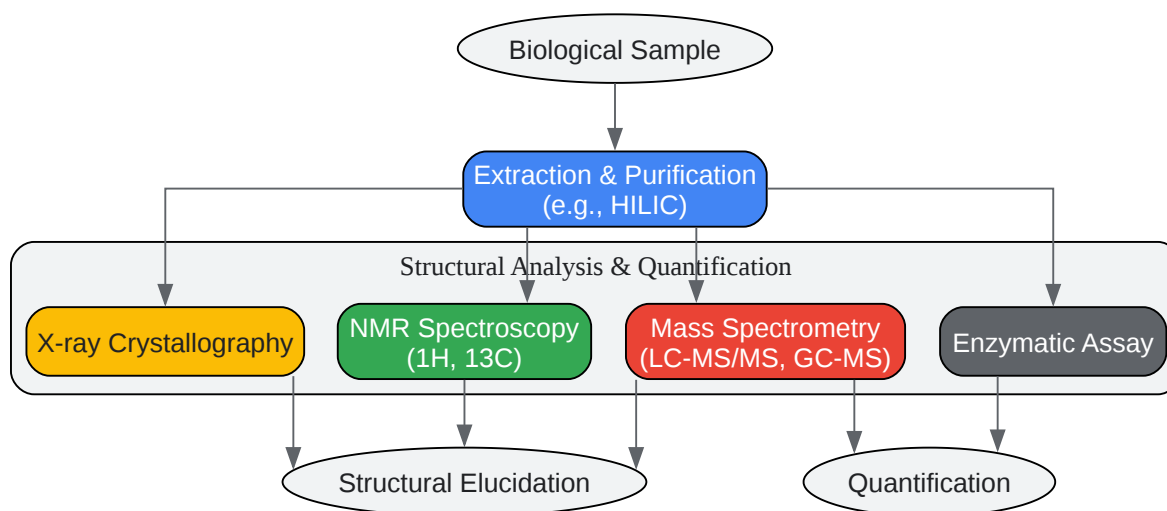 Biological Sample
Extraction & Purification
(e.g., HILIC)
Structural Analysis & Quantification
X-ray Crystallography
NMR Spectroscopy
(1H, 13C)
Mass Spectrometry
(LC-MS/MS, GC-MS)
Enzymatic Assay
Structural Elucidation
Quantification